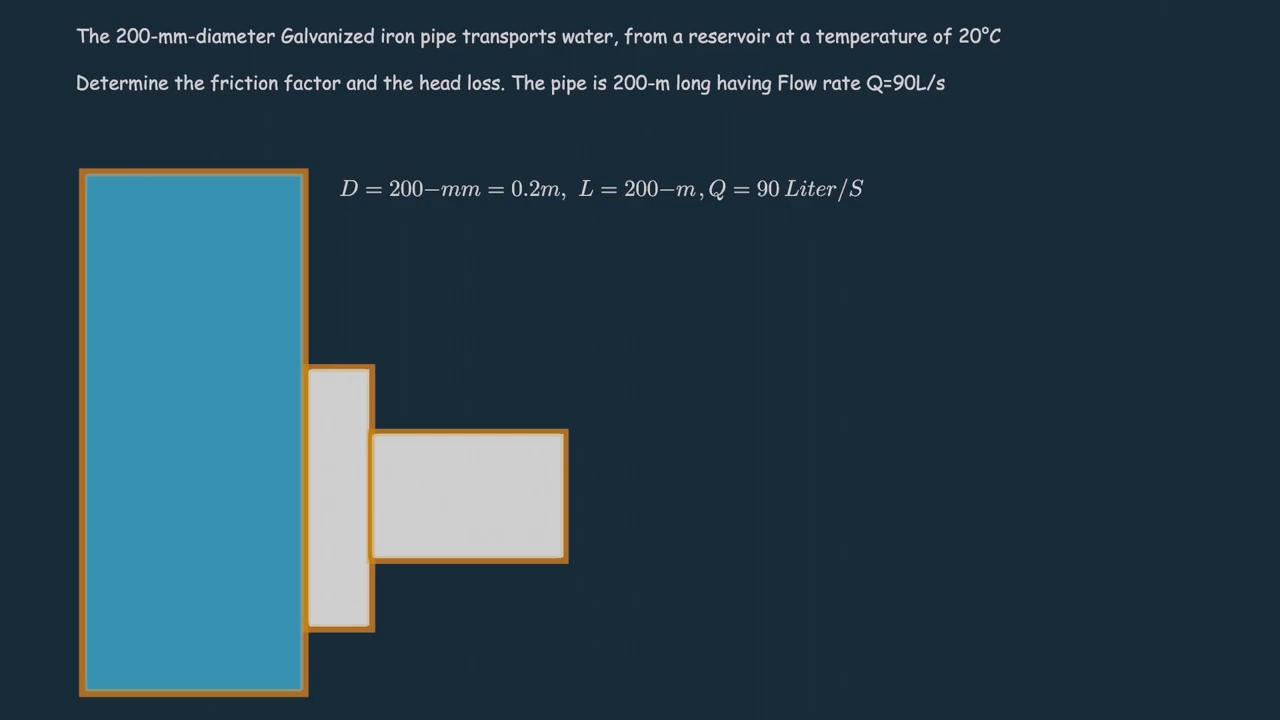 The 200-mm-diameter Galvanized iron pipe transports water, from a reservoir at a temperature of 20°C
Determine the friction factor and the head loss. The pipe is 200-m long having Flow rate Q=90L/s
D = 200−mm = 0.2m, L = 200−m, Q = 90 Liter/S